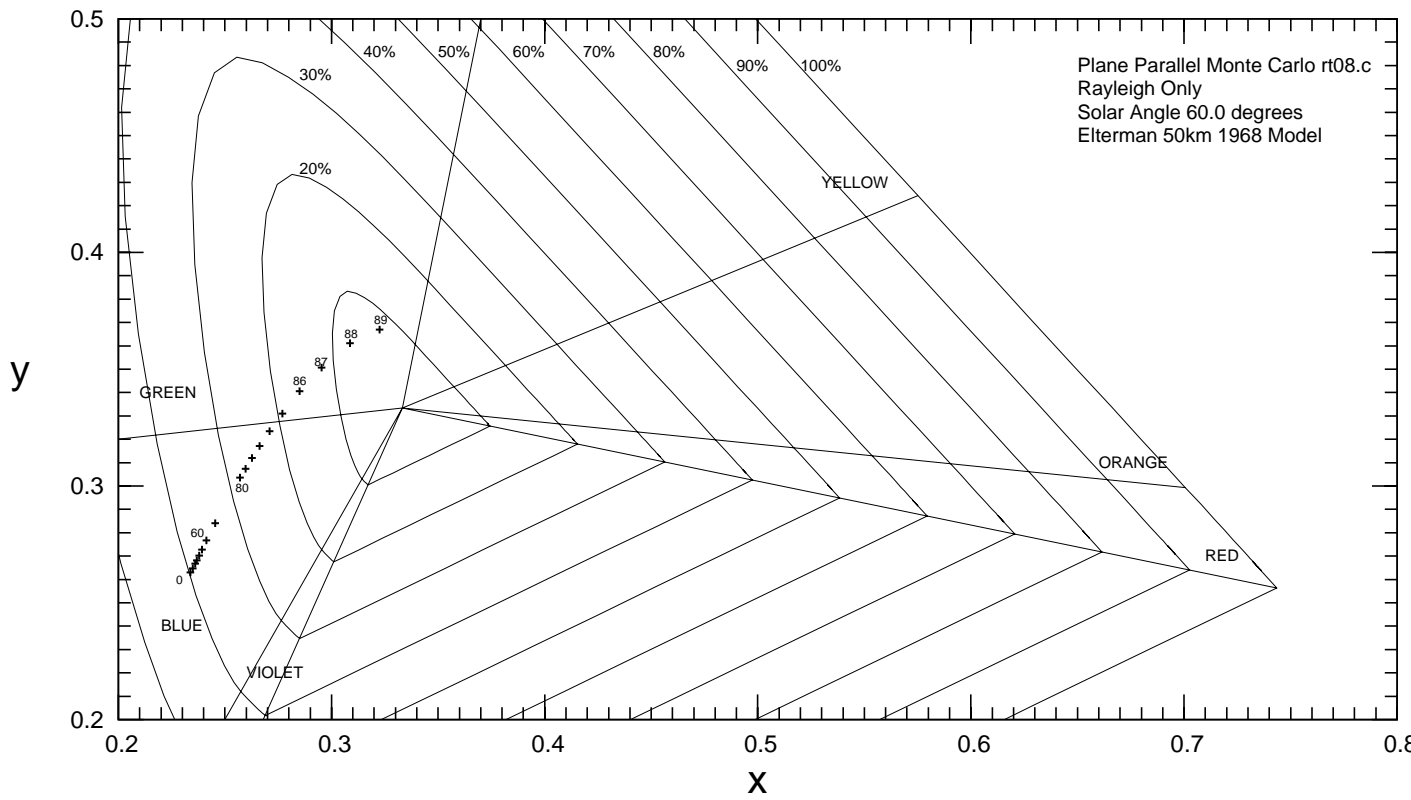 0.5
40%
50%
60%
70%
80%
90%
100%
30%
20%
Plane Parallel Monte Carlo rt08.c
Rayleigh Only
Solar Angle 60.0 degrees
Elterman 50km 1968 Model
YELLOW
0.4
89
88
87
86
y
GREEN
ORANGE
0.3
80
60
RED
0
BLUE
VIOLET
0.2
0.2
0.3
0.4
0.5
0.6
0.7
0.8
x